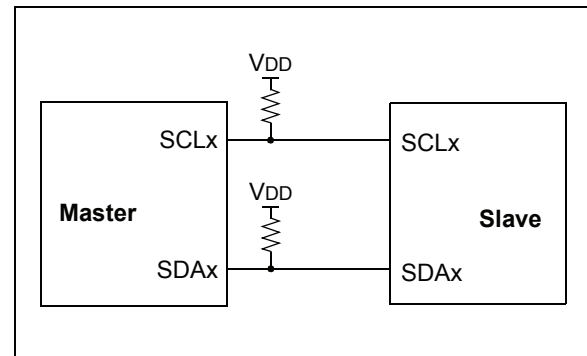 VDD
SCLx
SCLx
VDD
Master
Slave
SDAx
SDAx